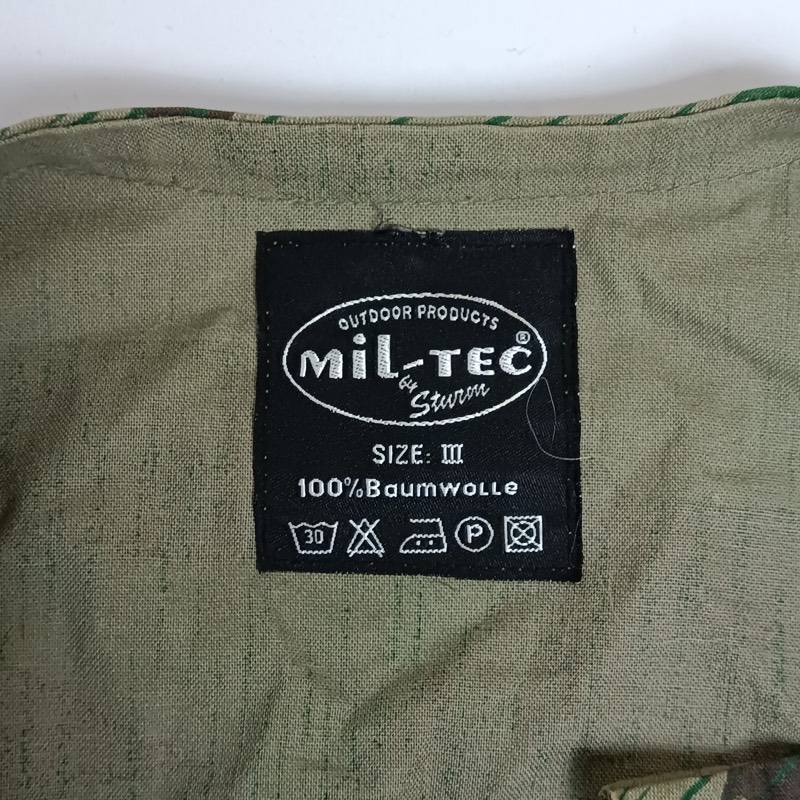 OUTDOOR PRODUCTS
MiL-TEC®
by Sturm
SIZE: III
100%Baumwolle
30
P